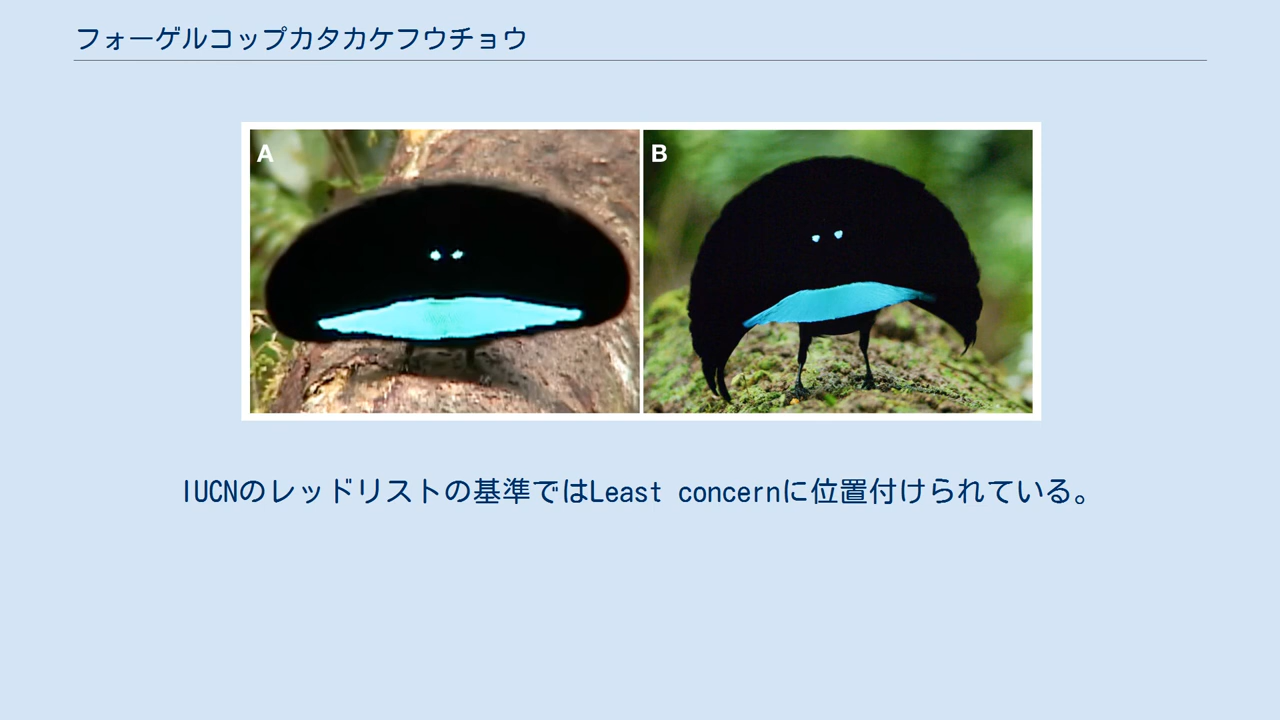 フォーゲルコップカタカケフウチョウ
A
B
IUCNのレッドリストの基準ではLeast concernに位置付けられている。